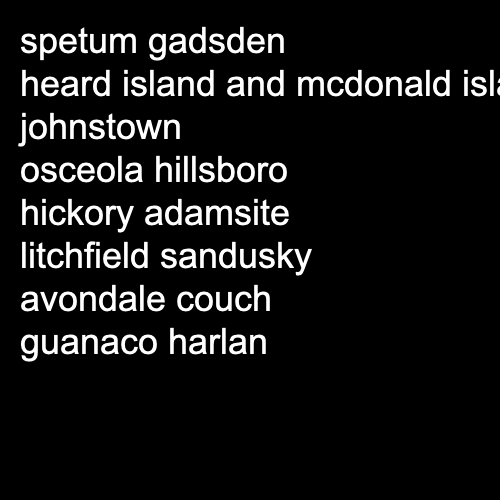 spetum gadsden
heard island and mcdonald
johnstown
osceola hillsboro
hickory adamsite
litchfield sandusky
avondale couch
guanaco harlan